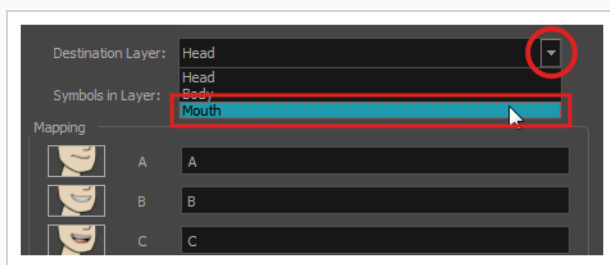 Destination Layer: Head
Head
Symbols in Layer: Body
Mouth
Mapping
A A
B B
C C